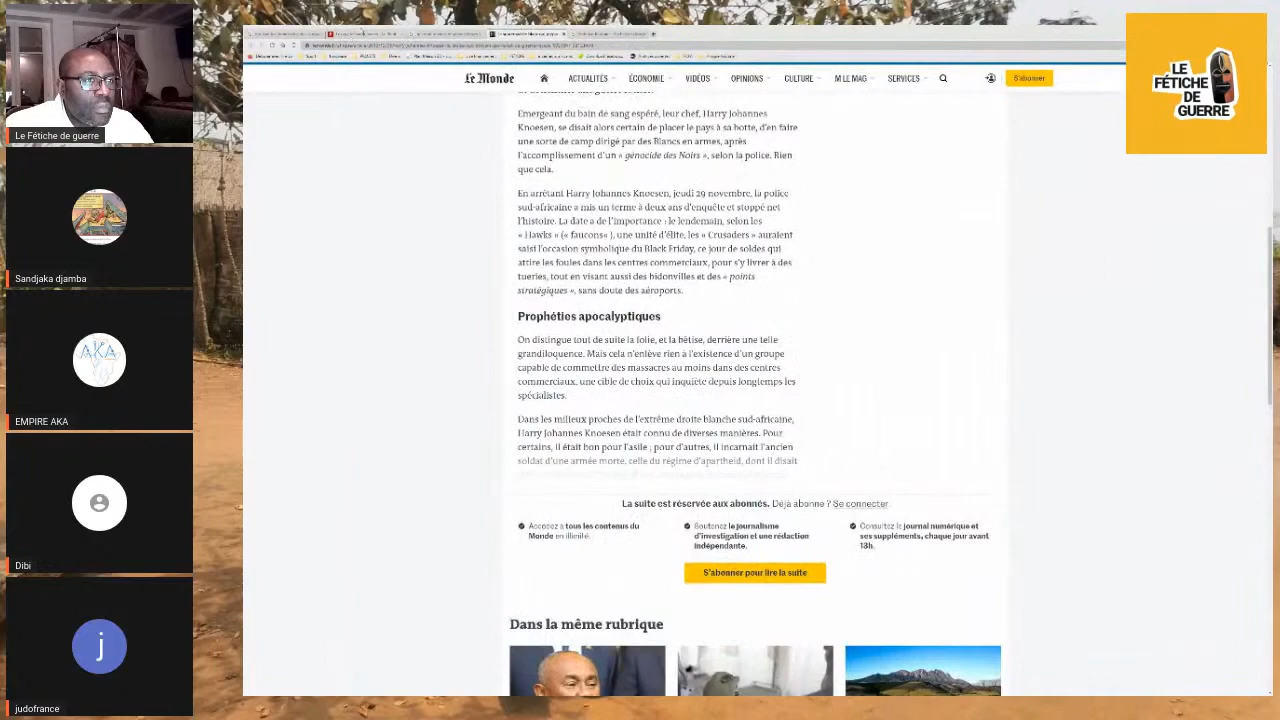 Le Monde
ACTUALITÉS
ÉCONOMIE
VIDÉOS
OPINIONS
CULTURE
M LE MAG
SERVICES
S'abonner
LE
FÉTICHE
DE
GUERRE
Emergeant du bain de sang espéré, leur chef, Harry Johannes
Knoesen, se disait alors certain de placer le pays à sa botte, d'en faire
une sorte de camp dirigé par des Blancs en armes, après
l'accomplissement d'un « génocide des Noirs », selon la police. Rien
que cela.
En arrêtant Harry Johannes Knoesen, jeudi 29 novembre, la police
sud-africaine a mis un terme à deux ans d'enquête et stoppé net
l'histoire. La date a de l'importance : le lendemain, selon les
« Hawks » (« faucons« ), une unité d'élite, les « Crusaders » auraient
saisi l'occasion symbolique du Black Friday, ce jour de soldes qui
attire les foules dans les centres commerciaux, pour s'y livrer à des
tueries, tout en visant aussi des bidonvilles et des « points
stratégiques », sans doute des aéroports.
Prophéties apocalyptiques
On distingue tout de suite la folie, et la bêtise, derrière une telle
grandiloquence. Mais cela n'enlève rien à l'existence d'un groupe
capable de commettre des massacres au moins dans des centres
commerciaux, une cible de choix qui inquiète depuis longtemps les
spécialistes.
Dans les milieux proches de l'extrême droite blanche sud-africaine,
Harry Johannes Knoesen était connu de diverses manières. Pour
certains, il était bon pour l'asile ; pour d'autres, il incarnait l'ancien
soldat d'une armée morte, celle du régime d'apartheid, dont il disait
La suite est réservée aux abonnés. Déjà abonné ? Se connecter
Accédez à tous les contenus du
Monde en illimité.
Soutenez le journalisme
d'investigation et une rédaction
indépendante.
Consultez le journal numérique et
ses suppléments, chaque jour avant
13h.
S'abonner pour lire la suite
Dans la même rubrique
Le Fétiche de guerre
Sandjaka djamba
AKA
EMPIRE AKA
Dibi
j
judofrance